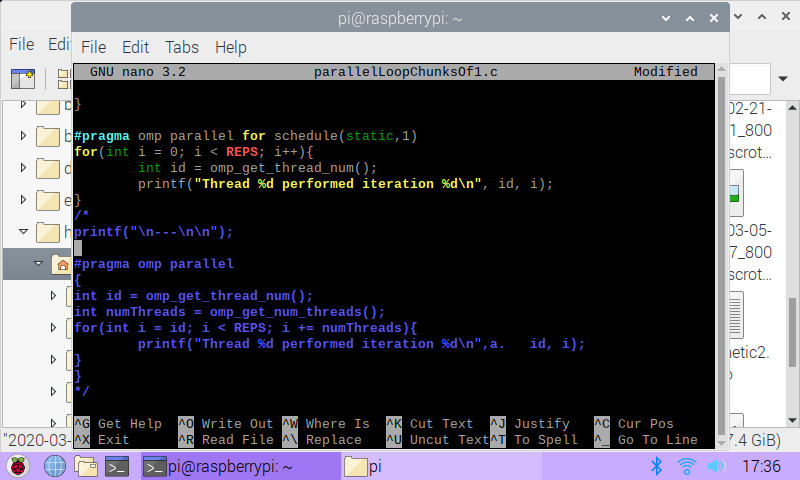 pi@raspberrypi: ~
File Edit Tabs Help
File Edi
GNU nano 3.2 parallelLoopChunksOf1.c Modified
}
#pragma omp parallel for schedule(static,1)
for(int i = 0; i < REPS; i++){
int id = omp_get_thread_num();
printf("Thread %d performed iteration %d\n", id, i);
}
/*
printf("\n---\n\n");
#pragma omp parallel
{
int id = omp_get_thread_num();
int numThreads = omp_get_num_threads();
for(int i = id; i < REPS; i += numThreads){
printf("Thread %d performed iteration %d\n",a. id, i);
}
}
*/
^G Get Help ^O Write Out ^W Where Is ^K Cut Text ^J Justify ^C Cur Pos
^X Exit ^R Read File ^\ Replace ^U Uncut Text ^T To Spell ^_ Go To Line
b
b
d
e
h
02-21-
1_800
scrot...
03-05-
7_800
scrot...
netic2.
"2020-03-
7.4 GiB)
pi@raspberrypi: ~
pi
17:36